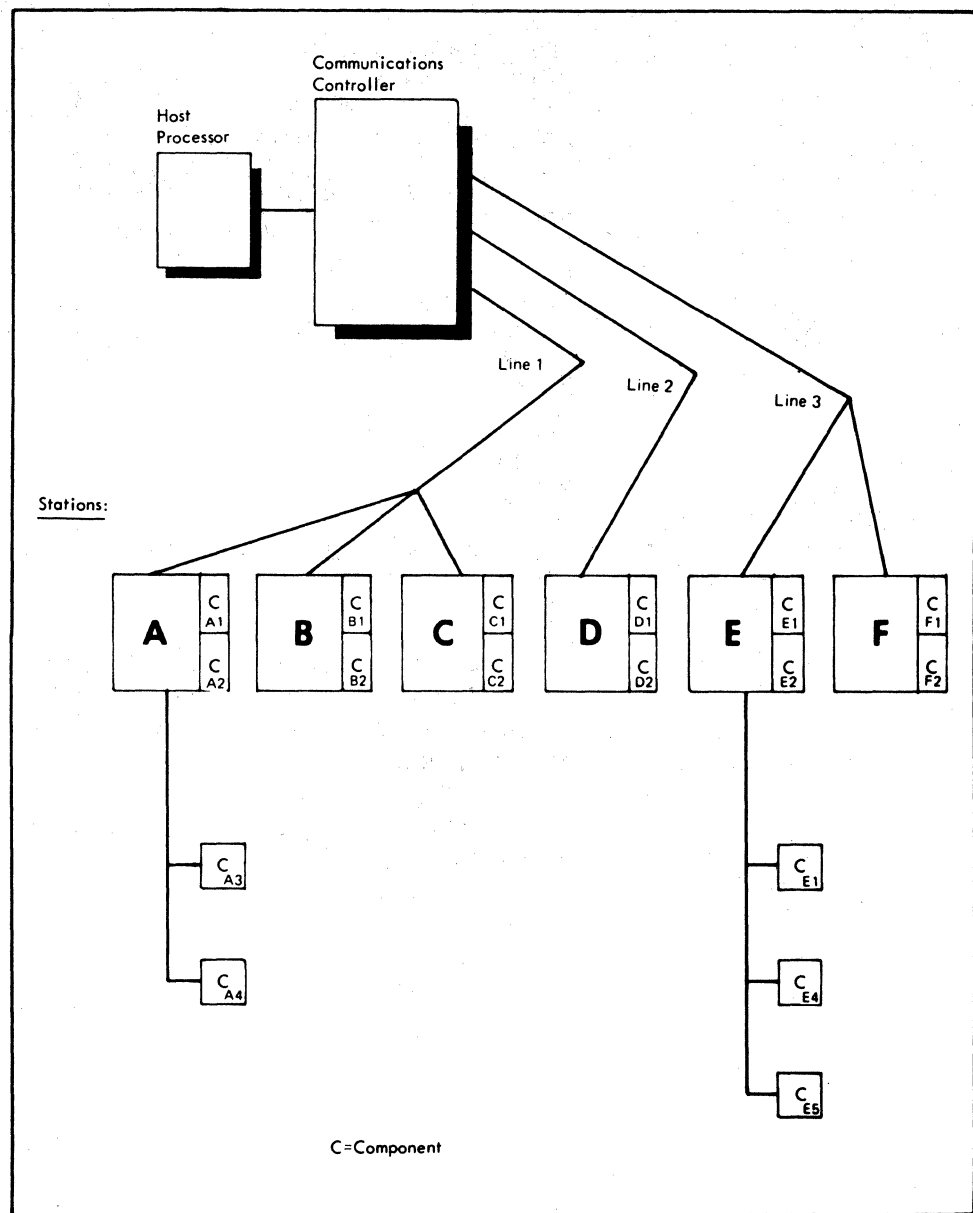 Communications
Controller
Host
Processor
Line 1
Line 2
Line 3
Stations:
A
C
A1
C
A2
B
C
B1
C
B2
C
C
C1
C
C2
D
C
D1
C
D2
E
C
E1
C
E2
F
C
F1
C
F2
C
A3
C
A4
C
E1
C
E4
C
E5
C=Component